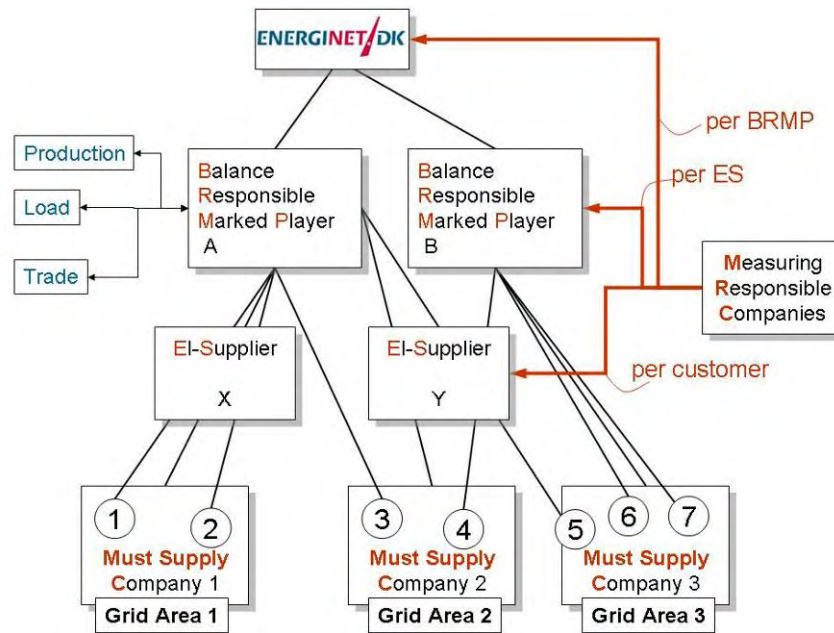 ENERGINET/DK
per BRMP
per ES
Production
Load
Trade
Balance
Responsible
Marked Player
A
Balance
Responsible
Marked Player
B
Measuring
Responsible
Companies
El-Supplier
X
El-Supplier
Y
per customer
1
2
3
4
5
6
7
Must Supply
Company 1
Must Supply
Company 2
Must Supply
Company 3
Grid Area 1
Grid Area 2
Grid Area 3